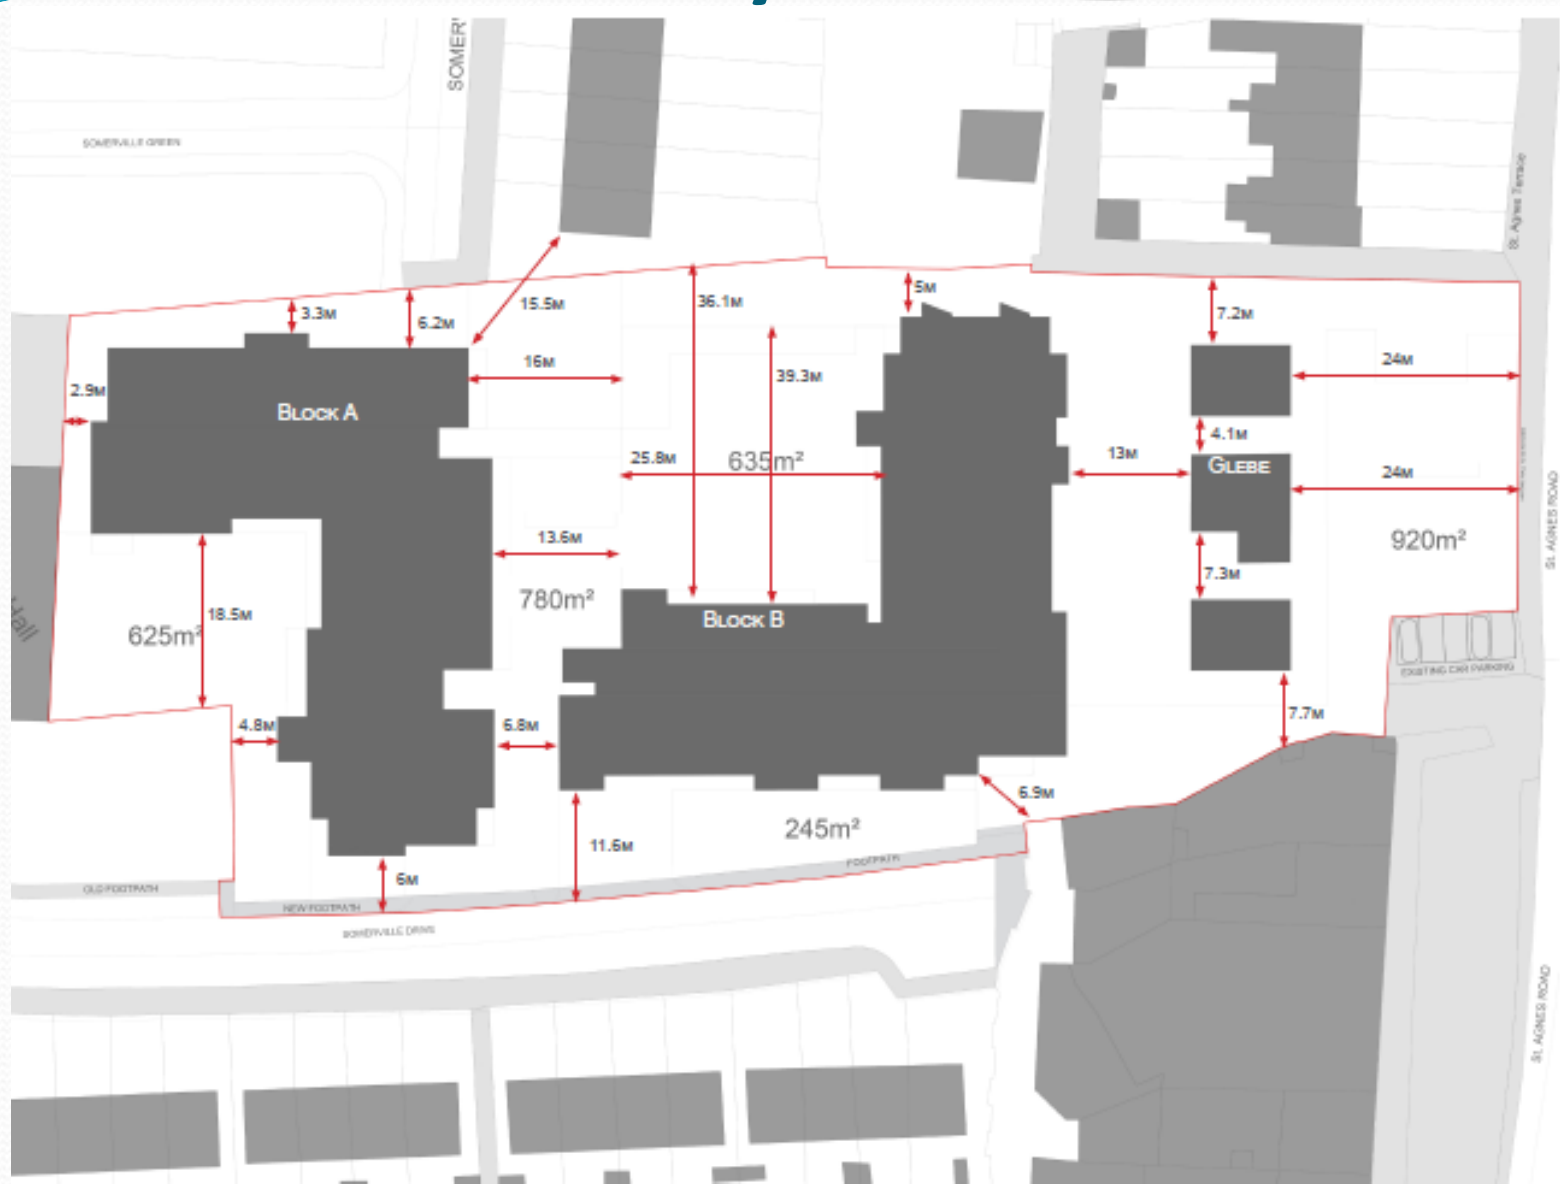 SOMER
SOMERVILLE GREEN
St. Agnes Terrace
3.3M
6.2M
15.5M
36.1M
5M
7.2M
2.9M
BLOCK A
16M
39.3M
24M
25.8M
635m²
13M
4.1M
GLEBE
24M
13.6M
780m²
920m²
St. AGNES ROAD
7.3M
18.5M
625m²
BLOCK B
Hall
EXISTING CAR PARKING
4.8M
6.8M
7.7M
6.9M
245m²
11.6M
FOOTPATH
OLD FOOTPATH
6M
NEW FOOTPATH
SOMERVILLE DRIVE
St. AGNES ROAD